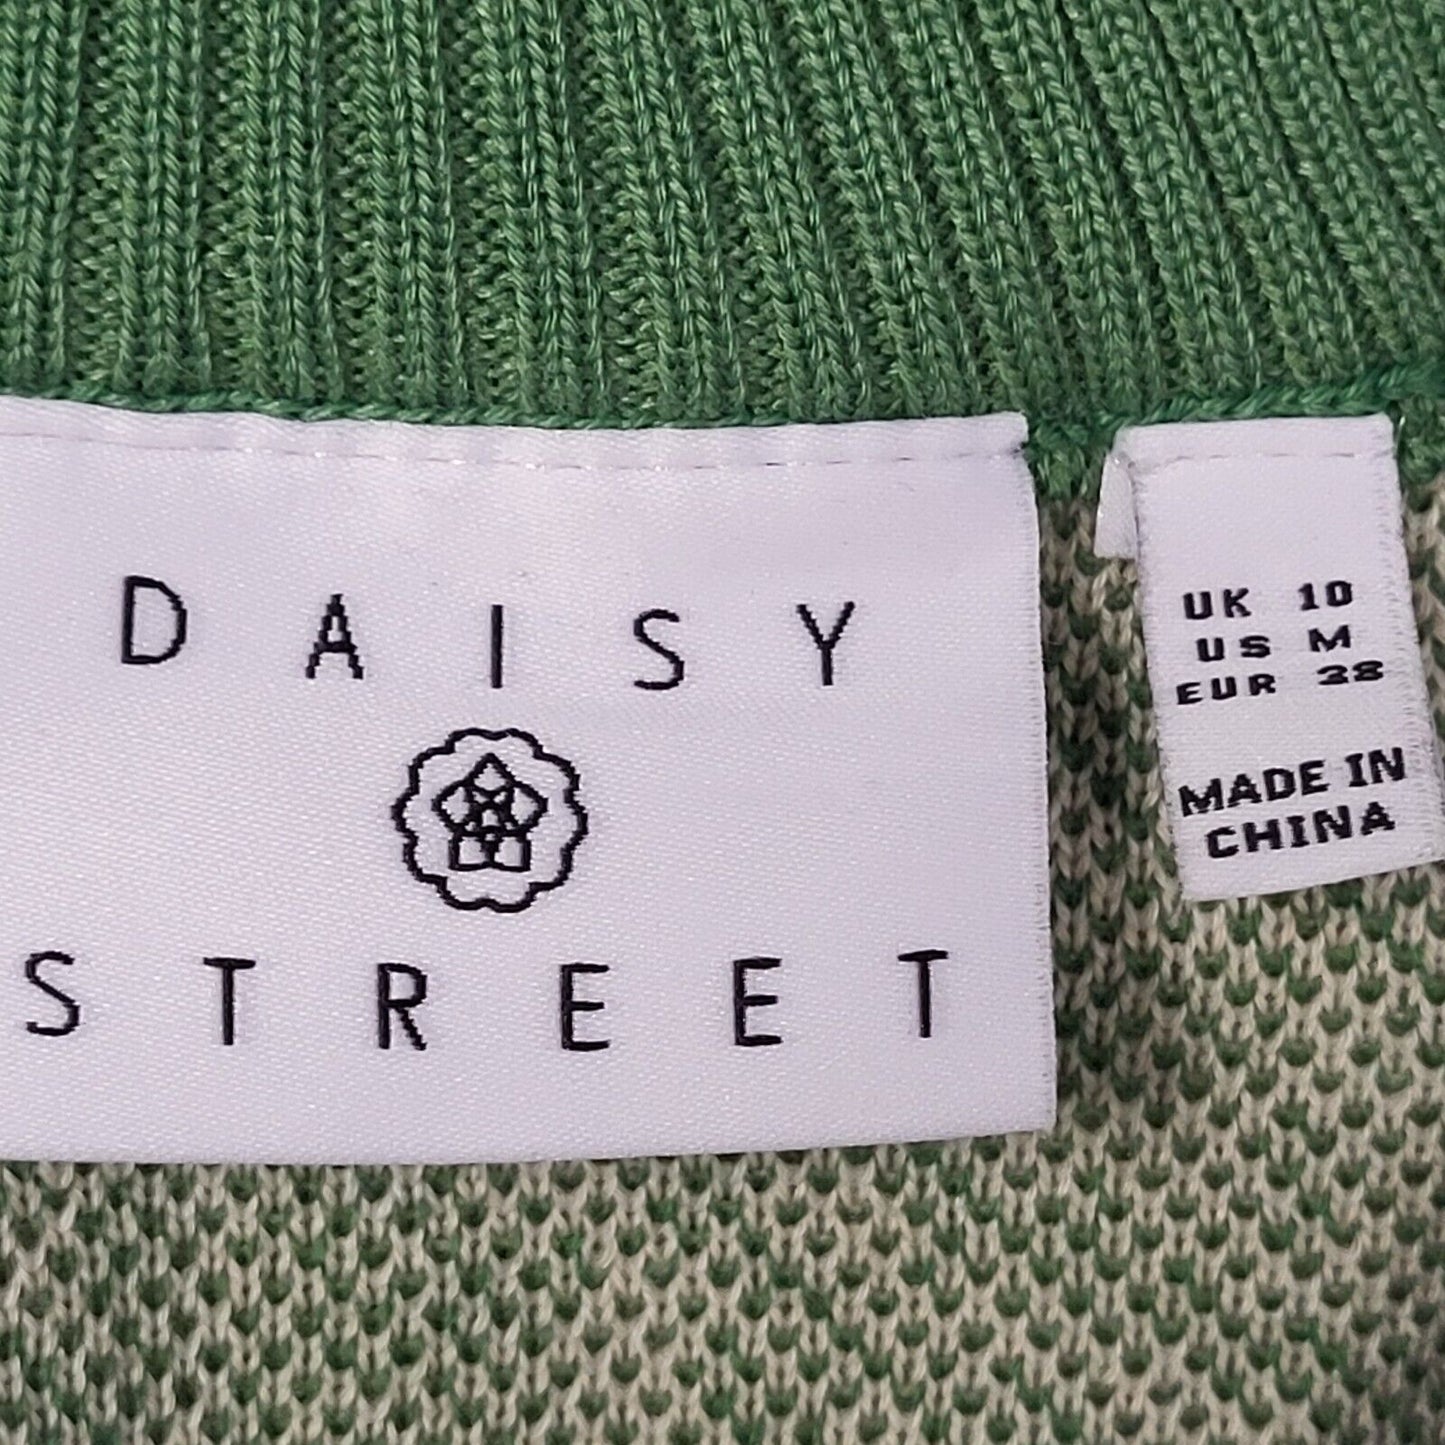 DAISY
STREET
UK 10
US M
EUR 38
MADE IN
CHINA